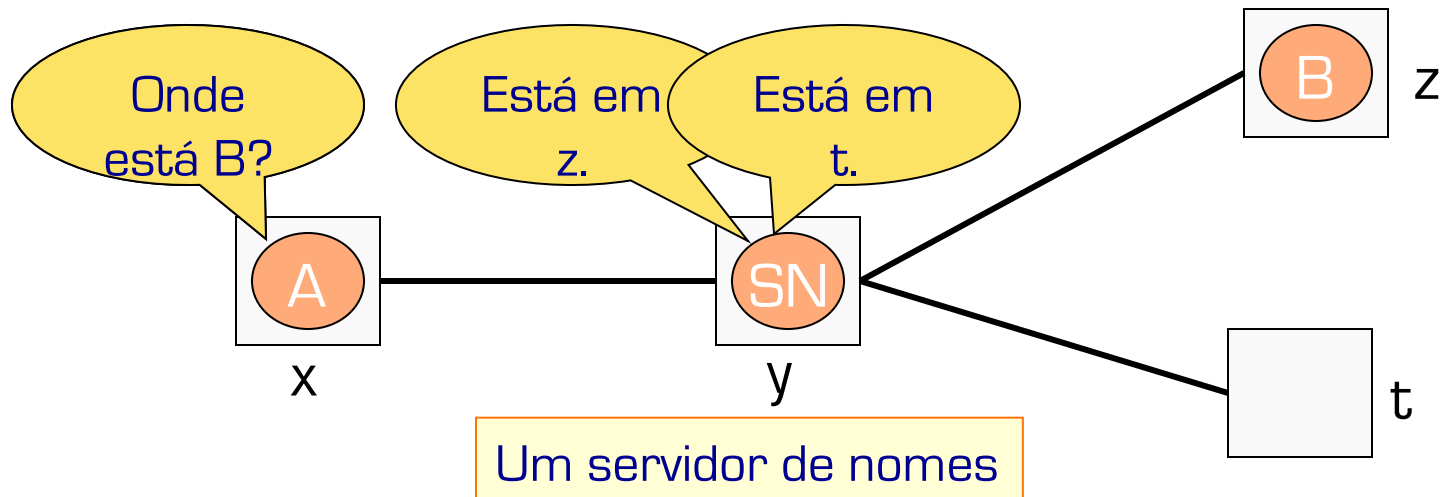 Onde
está B?
Está em
z.
Está em
t.
B
z
A
SN
x
y
t
Um servidor de nomes